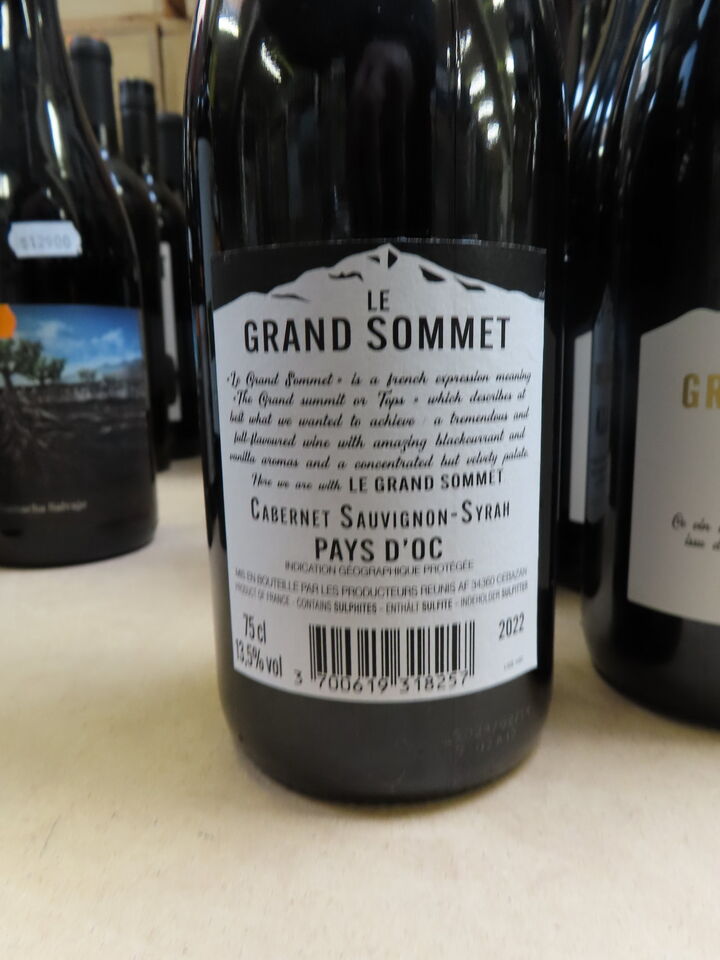 LE
GRAND SOMMET
"Le Grand Sommet" is a french expression meaning
"The Grand summit or Tops" which describes at
best what we wanted to achieve : a tremendous and
full-flavoured wine with amazing blackcurrant and
vanilla aromas and a concentrated but velvety palate.
Here we are with LE GRAND SOMMET
CABERNET SAUVIGNON-SYRAH
PAYS D'OC
INDICATION GÉOGRAPHIQUE PROTÉGÉE
MIS EN BOUTEILLE PAR LES PRODUCTEURS REUNIS AF 34360 CEBAZAN
PRODUCT OF FRANCE - CONTAINS SULPHITES - ENTHÄLT SULFITE - INDEHOLDER SULFITTER
75 cl
13,5% vol
2022
3 700619 318257
$12900
GR
Ce vin
issu d